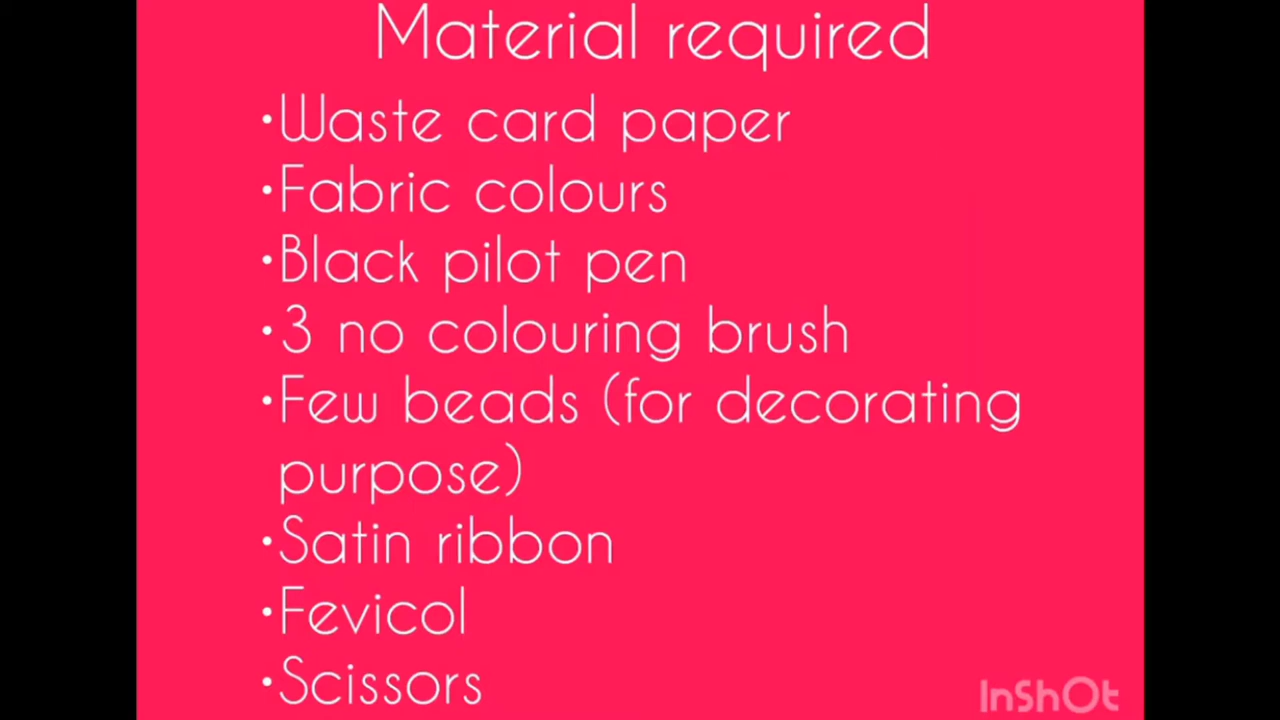 Material required
•Waste card paper
•Fabric colours
•Black pilot pen
•3 no colouring brush
•Few beads (for decorating
purpose)
•Satin ribbon
•Fevicol
•Scissors
InShOt